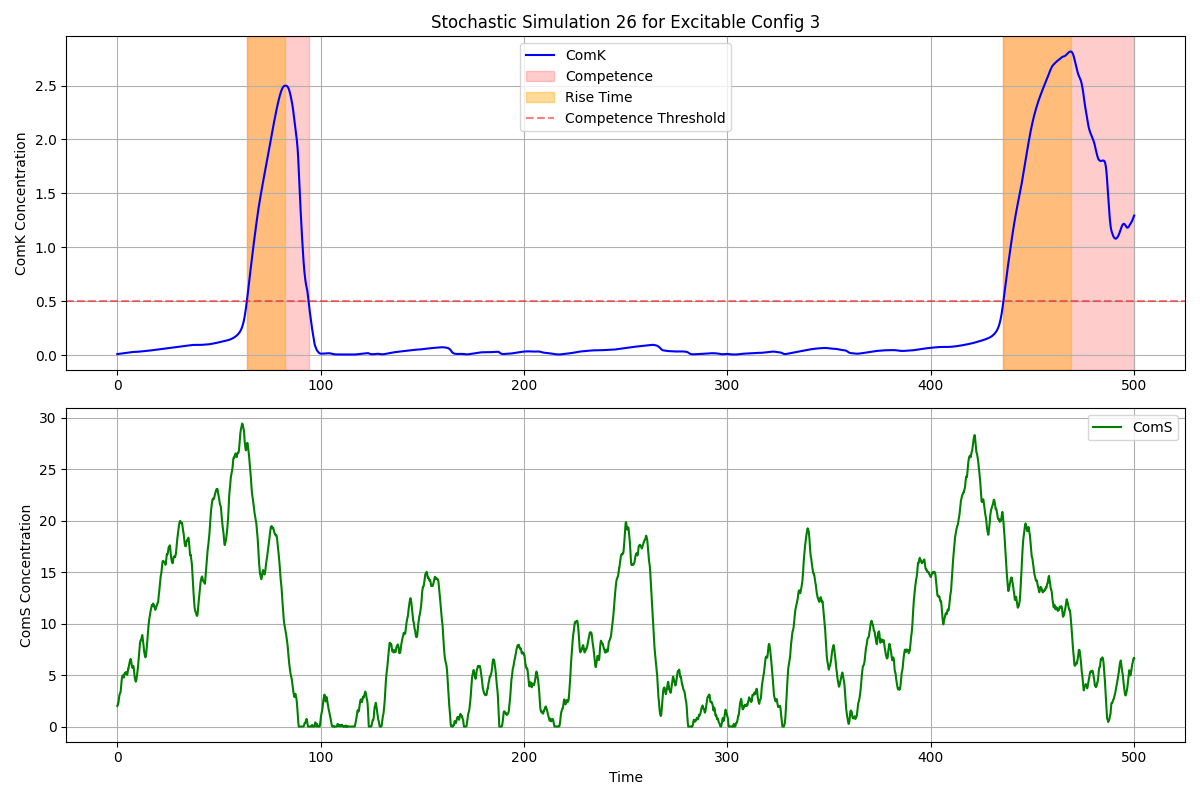 Stochastic Simulation 26 for Excitable Config 3
ComK Concentration
2.5
2.0
1.5
1.0
0.5
0.0
ComK
Competence
Rise Time
Competence Threshold
0 100 200 300 400 500
ComS Concentration
30
25
20
15
10
5
0
ComS
0 100 200 300 400 500
Time